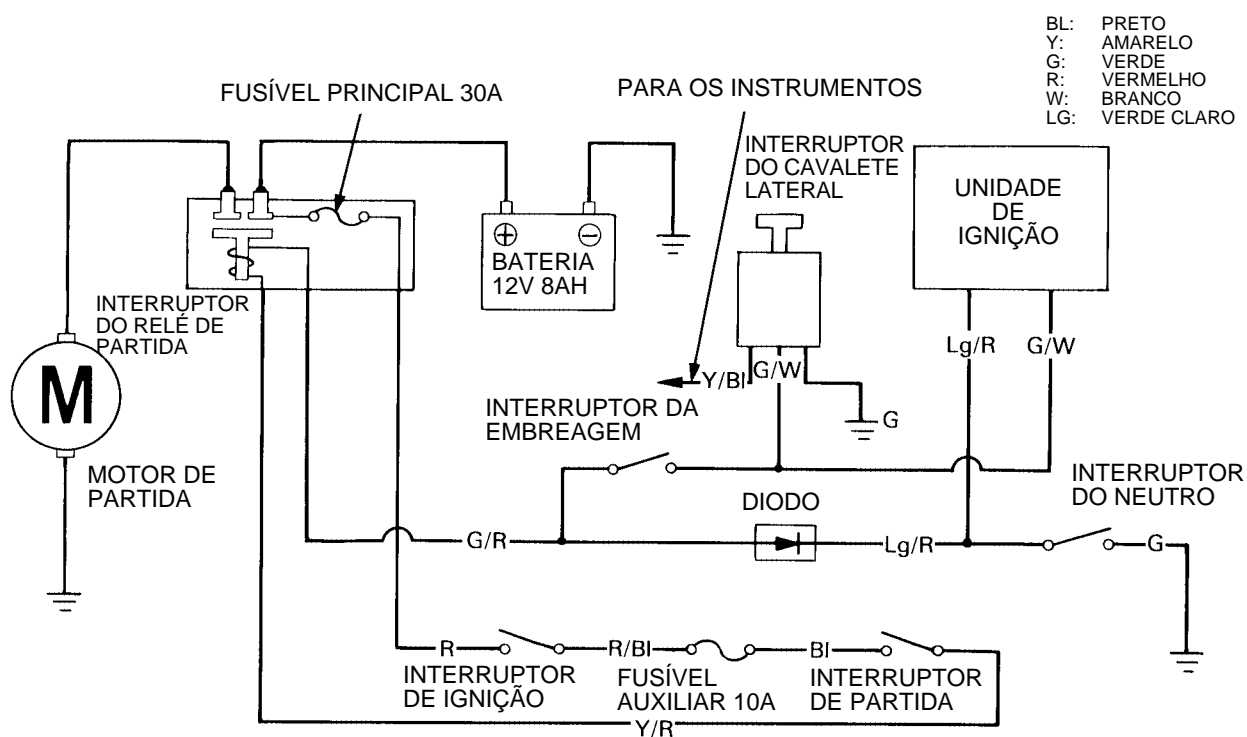 BL: PRETO
Y: AMARELO
G: VERDE
R: VERMELHO
W: BRANCO
LG: VERDE CLARO
FUSÍVEL PRINCIPAL 30A
PARA OS INSTRUMENTOS
INTERRUPTOR
DO CAVALETE
LATERAL
UNIDADE
DE
IGNIÇÃO
BATERIA
12V 8AH
INTERRUPTOR
DO RELÉ DE
PARTIDA
M
MOTOR DE
PARTIDA
Lg/R
G/W
Y/Bl
G/W
G
INTERRUPTOR DA
EMBREAGEM
INTERRUPTOR
DO NEUTRO
DIODO
G/R
Lg/R
G
R
R/Bl
Bl
INTERRUPTOR
DE IGNIÇÃO
FUSÍVEL
AUXILIAR 10A
INTERRUPTOR
DE PARTIDA
Y/R